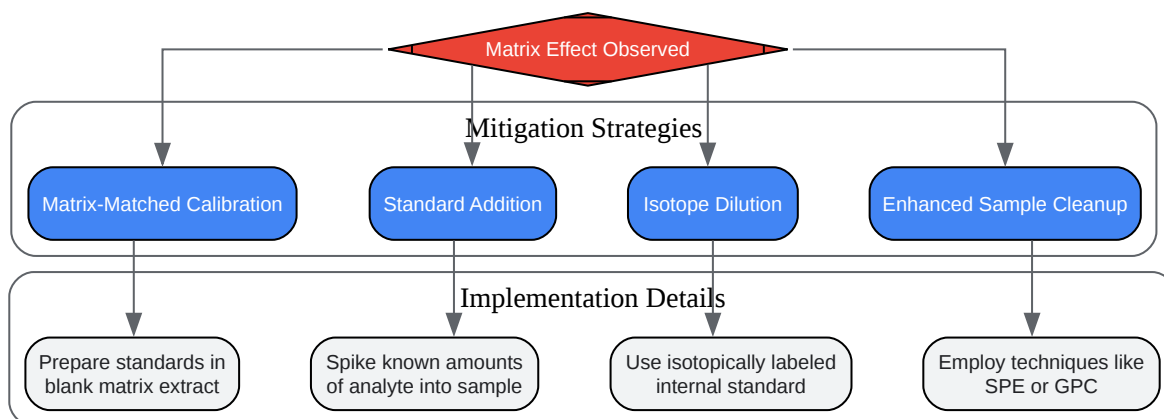 Matrix Effect Observed
Mitigation Strategies
Matrix-Matched Calibration
Standard Addition
Isotope Dilution
Enhanced Sample Cleanup
Implementation Details
Prepare standards in
blank matrix extract
Spike known amounts
of analyte into sample
Use isotopically labeled
internal standard
Employ techniques like
SPE or GPC